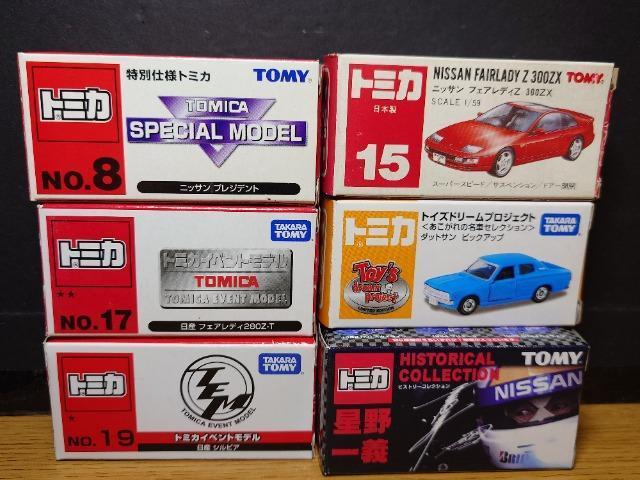 特別仕様トミカ
TOMY
トミカ
TOMICA
SPECIAL MODEL
NO.8
ニッサン プレジデント
トミカ
日本製
15
NISSAN FAIRLADY Z 300ZX
TOMY
ニッサン フェアレディZ 300ZX
SCALE 1/59
スーパースピード/サスペンション/ドアー開閉
トミカ
TAKARA TOMY
トミカイベントモデル
TOMICA
TOMICA EVENT MODEL
★★
NO.17
日産 フェアレディ280Z-T
トミカ
トイズドリームプロジェクト
<あこがれの名車セレクション>
ダットサン ピックアップ
TAKARA TOMY
Toy's
dream
project
LIMITED EDITION
トミカ
TAKARA TOMY
TEM
TOMICA EVENT MODEL
★
NO.19
トミカイベントモデル
日産 シルビア
トミカ
HISTORICAL
COLLECTION
ヒストリーコレクション
TOMY
NISSAN
星野
一義